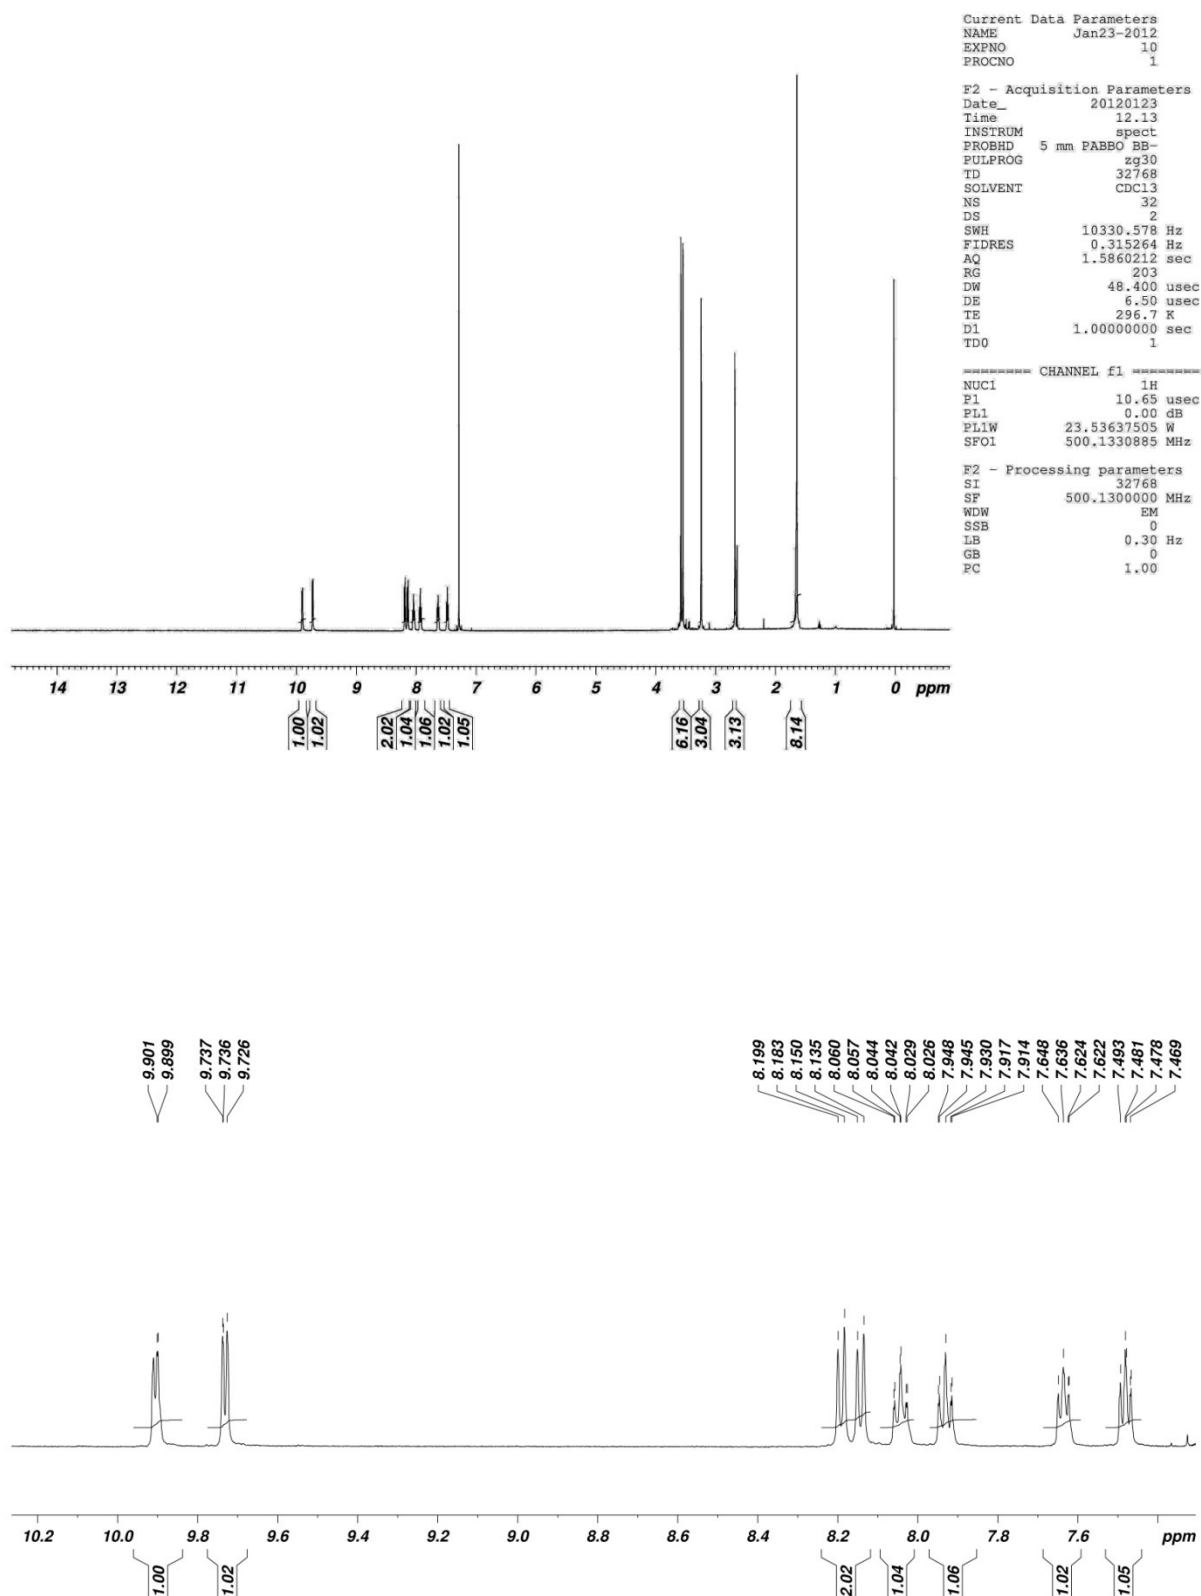 Current Data Parameters
NAME Jan23-2012
EXPNO 10
PROCNO 1
F2 - Acquisition Parameters
Date_ 20120123
Time 12.13
INSTRUM spect
PROBHD 5 mm PABBO BB-
PULPROG zg30
TD 32768
SOLVENT CDCl3
NS 32
DS 2
SWH 10330.578 Hz
FIDRES 0.315264 Hz
AQ 1.5860212 sec
RG 203
DW 48.400 usec
DE 6.50 usec
TE 296.7 K
D1 1.00000000 sec
TD0 1
======== CHANNEL f1 ========
NUC1 1H
P1 10.65 usec
PL1 0.00 dB
PL1W 23.53637505 W
SFO1 500.1330885 MHz
F2 - Processing parameters
SI 32768
SF 500.1300000 MHz
WDW EM
SSB 0
LB 0.30 Hz
GB 0
PC 1.00
14 13 12 11 10 9 8 7 6 5 4 3 2 1 0 ppm
1.00 1.02 2.02 1.04 1.06 1.02 1.05 6.16 3.04 3.13 8.14
9.901 9.899 9.737 9.736 9.726 8.199 8.183 8.150 8.135 8.060 8.057 8.044 8.042 8.029 8.026 7.948 7.945 7.930 7.917 7.914 7.648 7.636 7.624 7.622 7.493 7.481 7.478 7.469
10.2 10.0 9.8 9.6 9.4 9.2 9.0 8.8 8.6 8.4 8.2 8.0 7.8 7.6 ppm
1.00 1.02 2.02 1.04 1.06 1.02 1.05